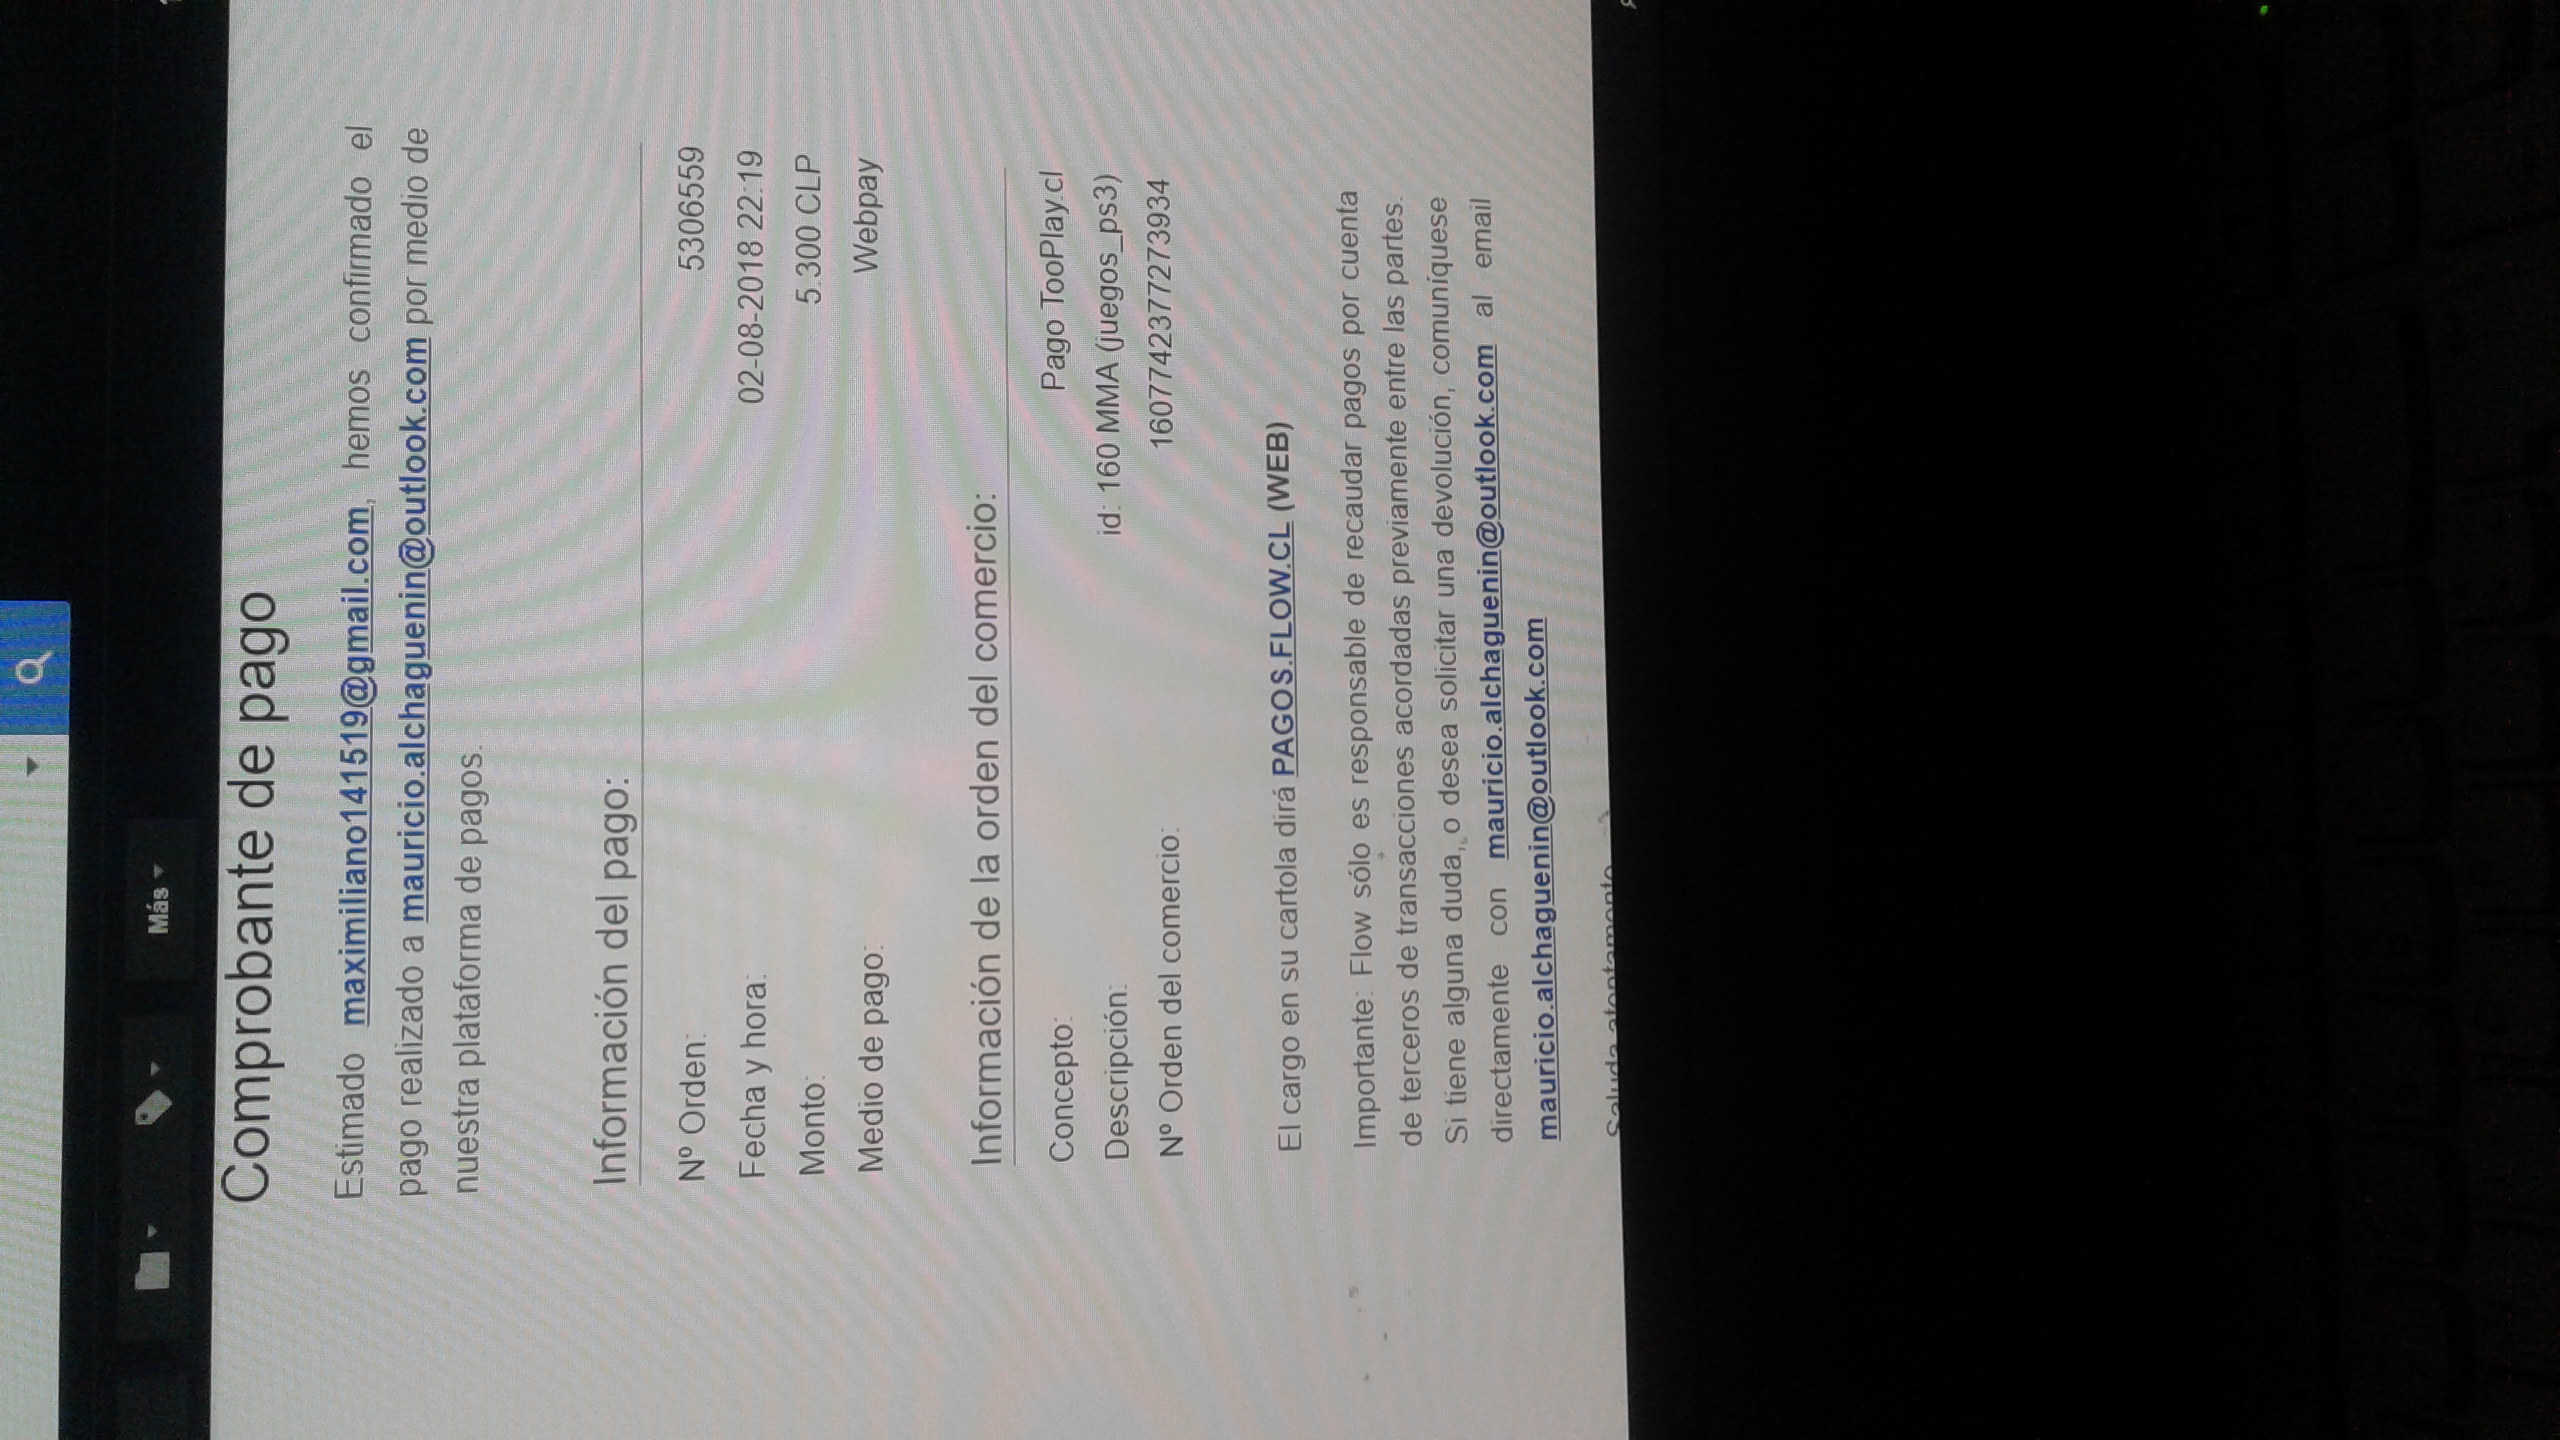 Más
Comprobante de pago
Estimado maximiliano141519@gmail.com, hemos confirmado el
pago realizado a mauricio.alchaguenin@outlook.com por medio de
nuestra plataforma de pagos.
Información del pago:
Nº Orden: 5306559
Fecha y hora: 02-08-2018 22:19
Monto: 5.300 CLP
Medio de pago: Webpay
Información de la orden del comercio:
Concepto: Pago TooPlay.cl
Descripción: id: 160 MMA (juegos_ps3)
Nº Orden del comercio: 1607742377273934
El cargo en su cartola dirá PAGOS.FLOW.CL (WEB)
Importante: Flow sólo es responsable de recaudar pagos por cuenta
de terceros de transacciones acordadas previamente entre las partes.
Si tiene alguna duda, o desea solicitar una devolución, comuníquese
directamente con mauricio.alchaguenin@outlook.com al email
mauricio.alchaguenin@outlook.com
Saluda atentamente